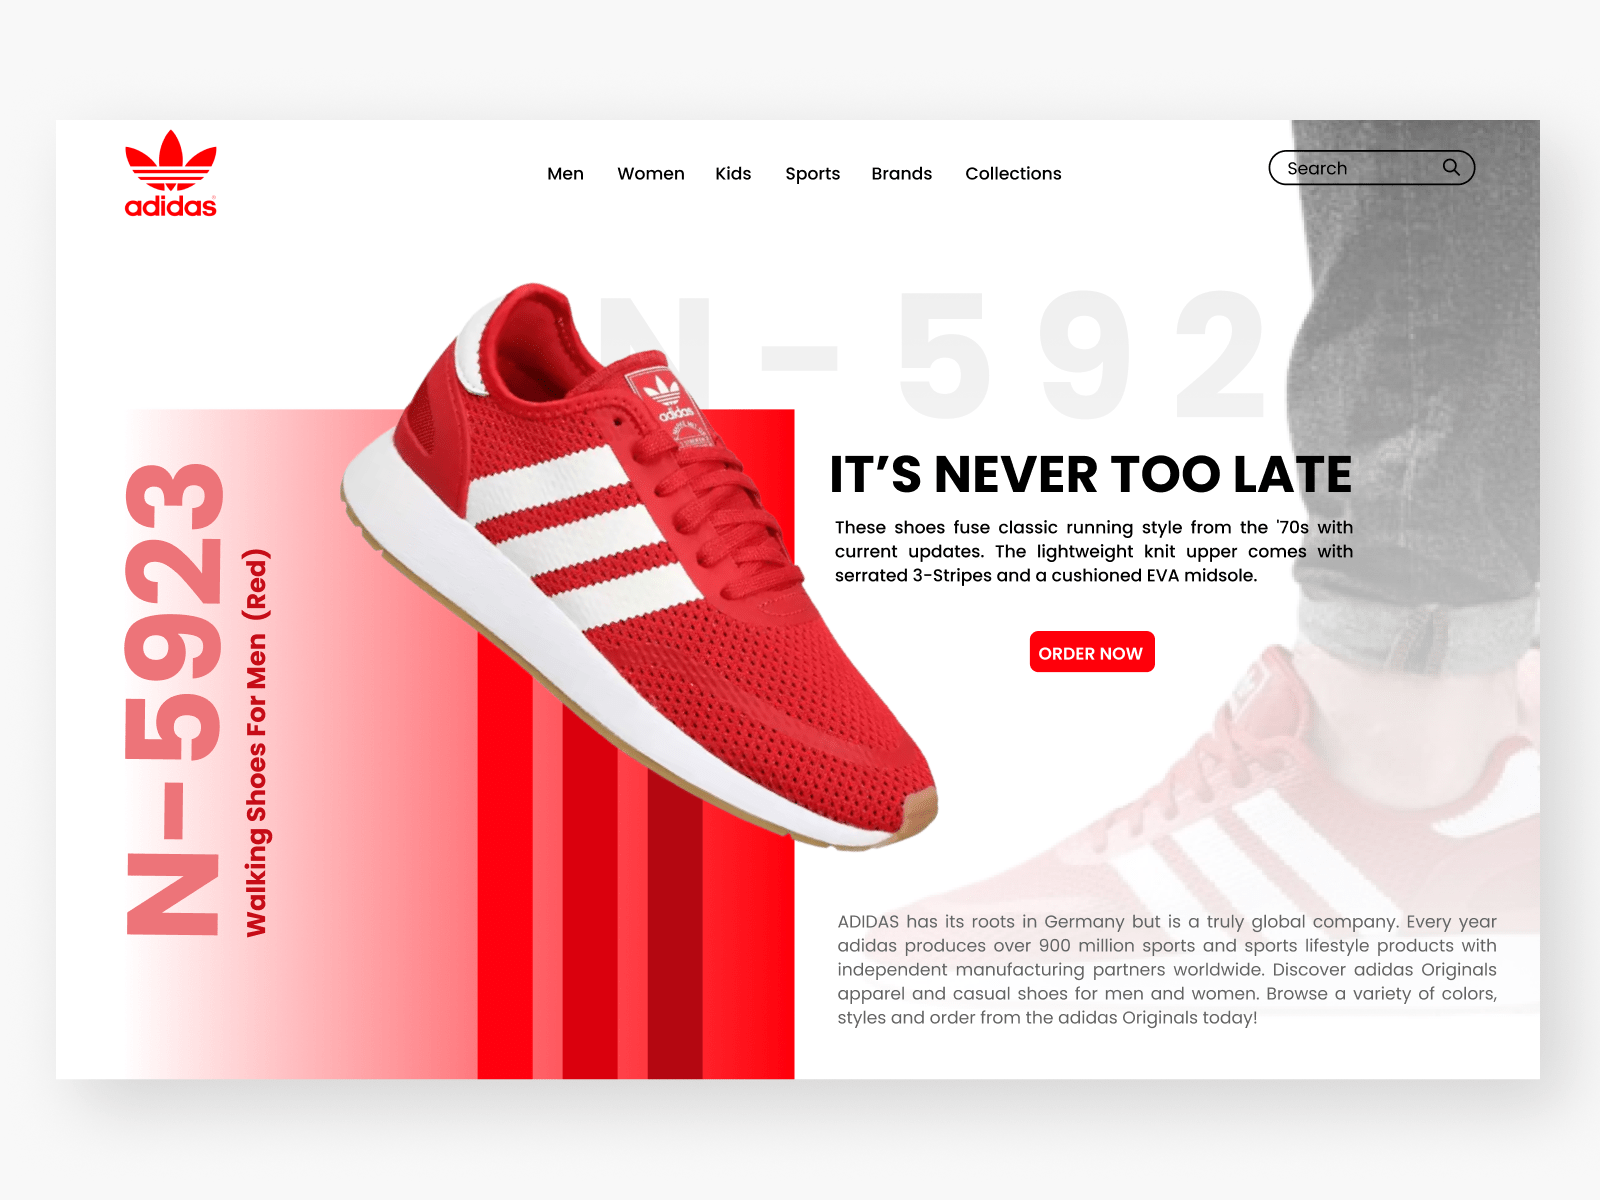 adidas
Men Women Kids Sports Brands Collections
Search
N-592
adidas
N-5923
Walking Shoes For Men (Red)
IT’S NEVER TOO LATE
These shoes fuse classic running style from the '70s with
current updates. The lightweight knit upper comes with
serrated 3-Stripes and a cushioned EVA midsole.
ORDER NOW
ADIDAS has its roots in Germany but is a truly global company. Every year
adidas produces over 900 million sports and sports lifestyle products with
independent manufacturing partners worldwide. Discover adidas Originals
apparel and casual shoes for men and women. Browse a variety of colors,
styles and order from the adidas Originals today!